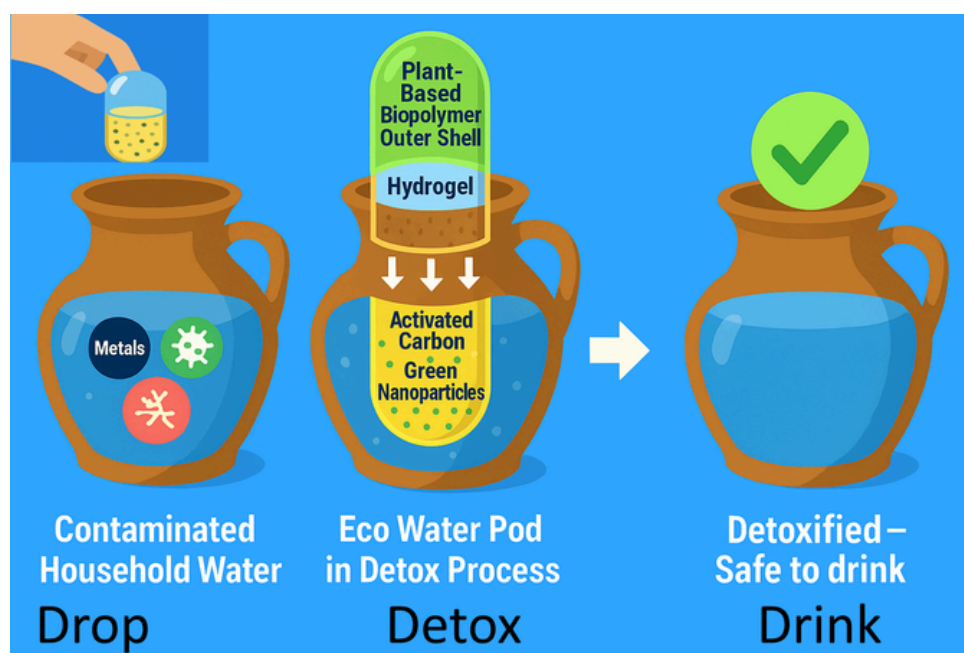 Plant-
Based
Biopolymer
Outer Shell
Hydrogel
Metals
Activated
Carbon
Green
Nanoparticles
Contaminated
Household Water
Eco Water Pod
in Detox Process
Detoxified –
Safe to drink
Drop
Detox
Drink